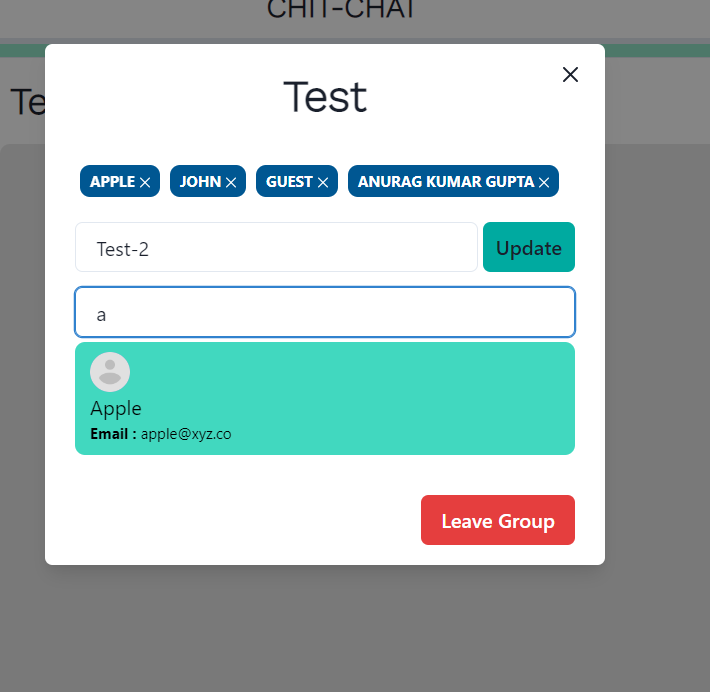 CHIT-CHAT
Te
Test
APPLE JOHN GUEST ANURAG KUMAR GUPTA
Test-2 Update
a
Apple
Email : apple@xyz.co
Leave Group